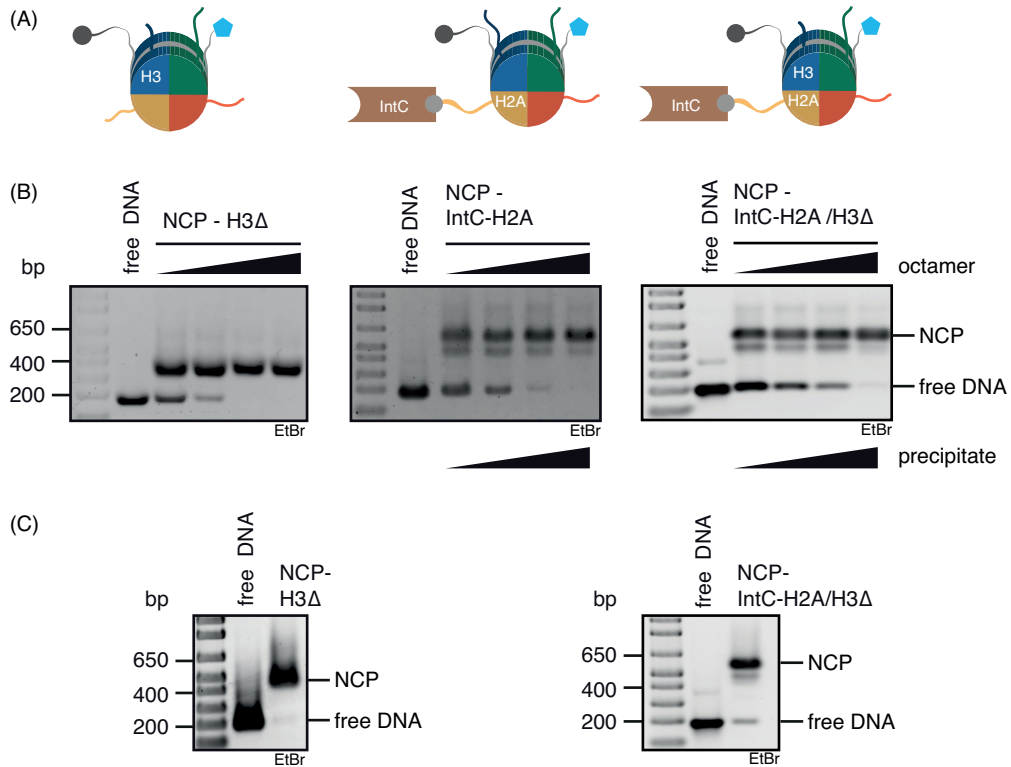 (A)
H3
IntC
H2A
IntC
H3
H2A
(B)
free DNA
NCP - H3Δ
free DNA
NCP -
IntC-H2A
free DNA
NCP -
IntC-H2A /H3Δ
bp
octamer
650
400
200
NCP
free DNA
EtBr
EtBr
EtBr
precipitate
(C)
free DNA
NCP-
H3Δ
bp
650
400
200
NCP
free DNA
EtBr
free DNA
NCP-
IntC-H2A/H3Δ
bp
650
400
200
NCP
free DNA
EtBr